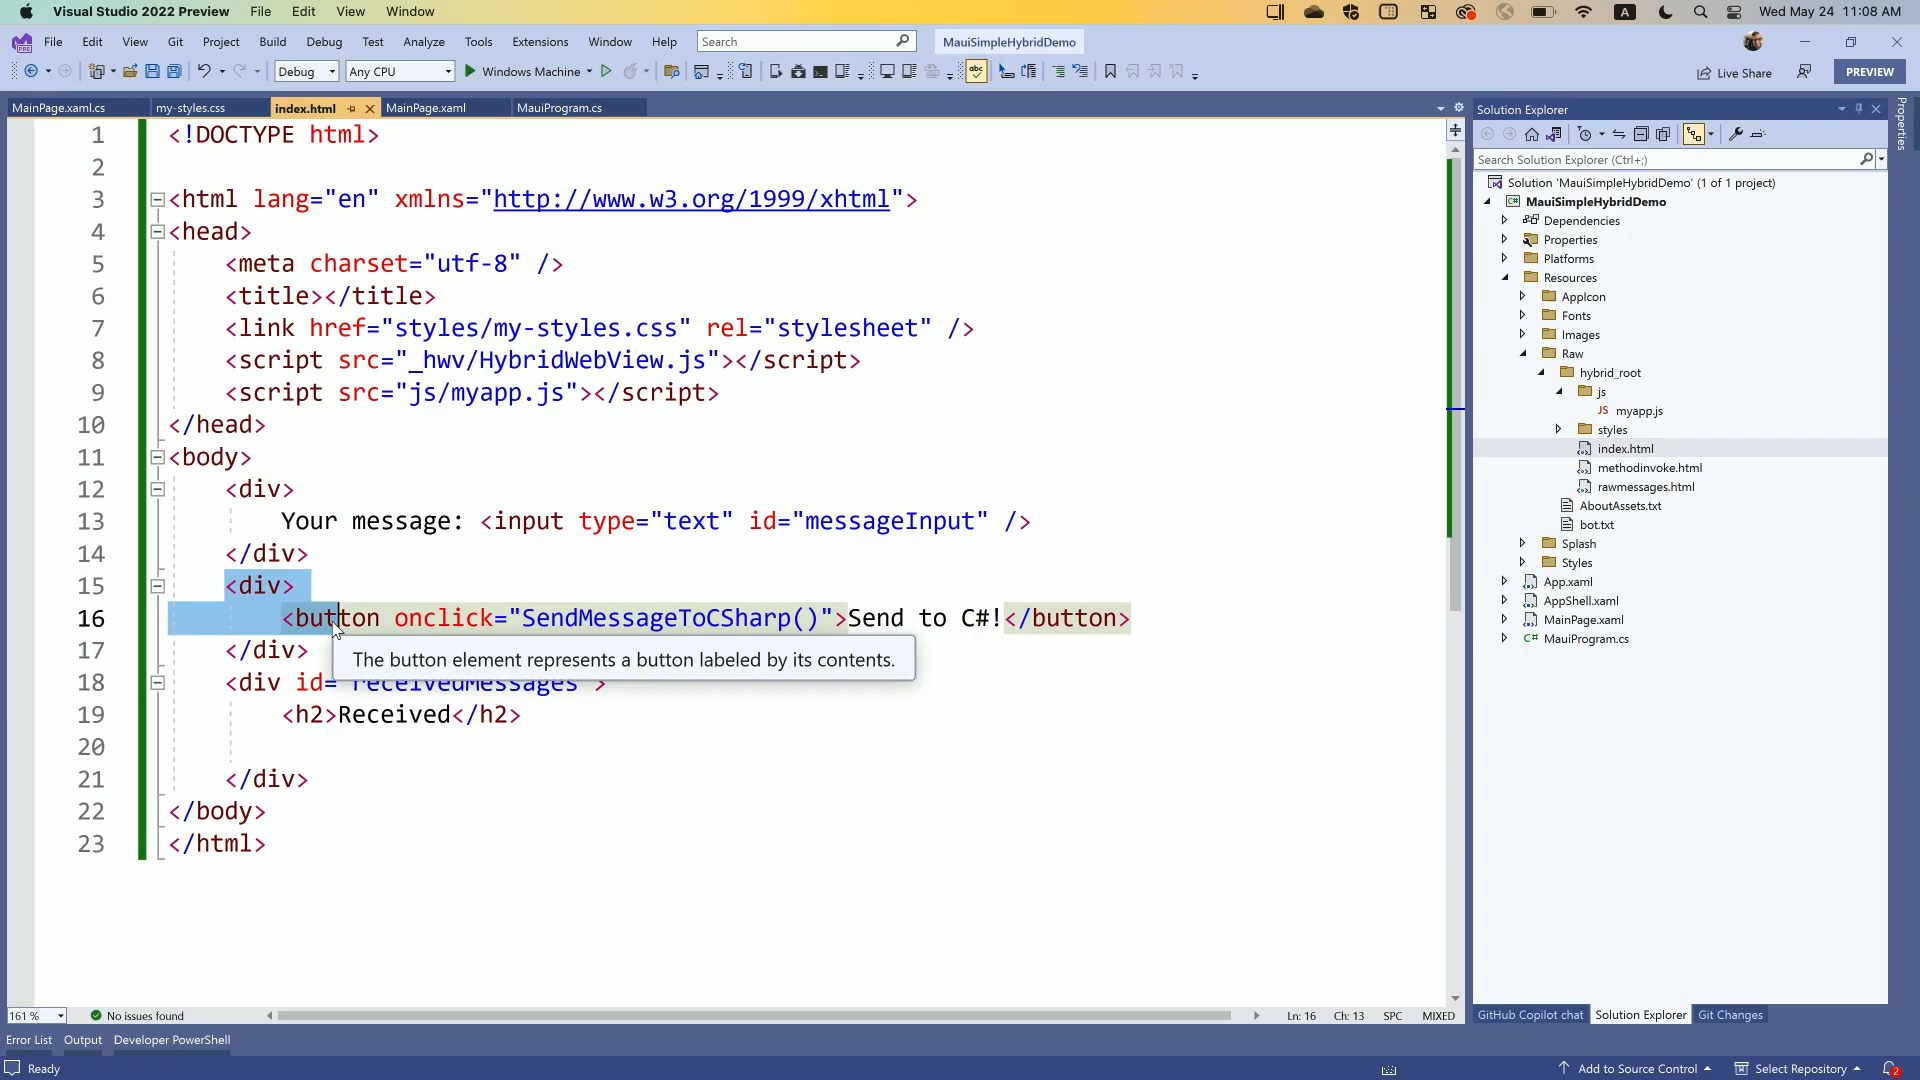 Visual Studio 2022 Preview File Edit View Window
A Wed May 24 11:08 AM
File Edit View Git Project Build Debug Test Analyze Tools Extensions Window Help Search MauiSimpleHybridDemo
Debug Any CPU Windows Machine abc Live Share PREVIEW
MainPage.xaml.cs my-styles.css index.html MainPage.xaml MauiProgram.cs
1 <!DOCTYPE html>
2
3 <html lang="en" xmlns="http://www.w3.org/1999/xhtml">
4 <head>
5 <meta charset="utf-8" />
6 <title></title>
7 <link href="styles/my-styles.css" rel="stylesheet" />
8 <script src="_hwv/HybridWebView.js"></script>
9 <script src="js/myapp.js"></script>
10 </head>
11 <body>
12 <div>
13 Your message: <input type="text" id="messageInput" />
14 </div>
15 <div>
16 <button onclick="SendMessageToCSharp()">Send to C#!</button>
17 </div>
The button element represents a button labeled by its contents.
18 <div id="receivedMessages">
19 <h2>Received</h2>
20
21 </div>
22 </body>
23 </html>
161 % No issues found Ln: 16 Ch: 13 SPC MIXED
Solution Explorer
Search Solution Explorer (Ctrl+;)
Solution 'MauiSimpleHybridDemo' (1 of 1 project)
C# MauiSimpleHybridDemo
Dependencies
Properties
Platforms
Resources
AppIcon
Fonts
Images
Raw
hybrid_root
js
JS myapp.js
styles
index.html
methodinvoke.html
rawmessages.html
AboutAssets.txt
bot.txt
Splash
Styles
App.xaml
AppShell.xaml
MainPage.xaml
C# MauiProgram.cs
GitHub Copilot chat Solution Explorer Git Changes
Properties
Error List Output Developer PowerShell
Ready Add to Source Control Select Repository 2